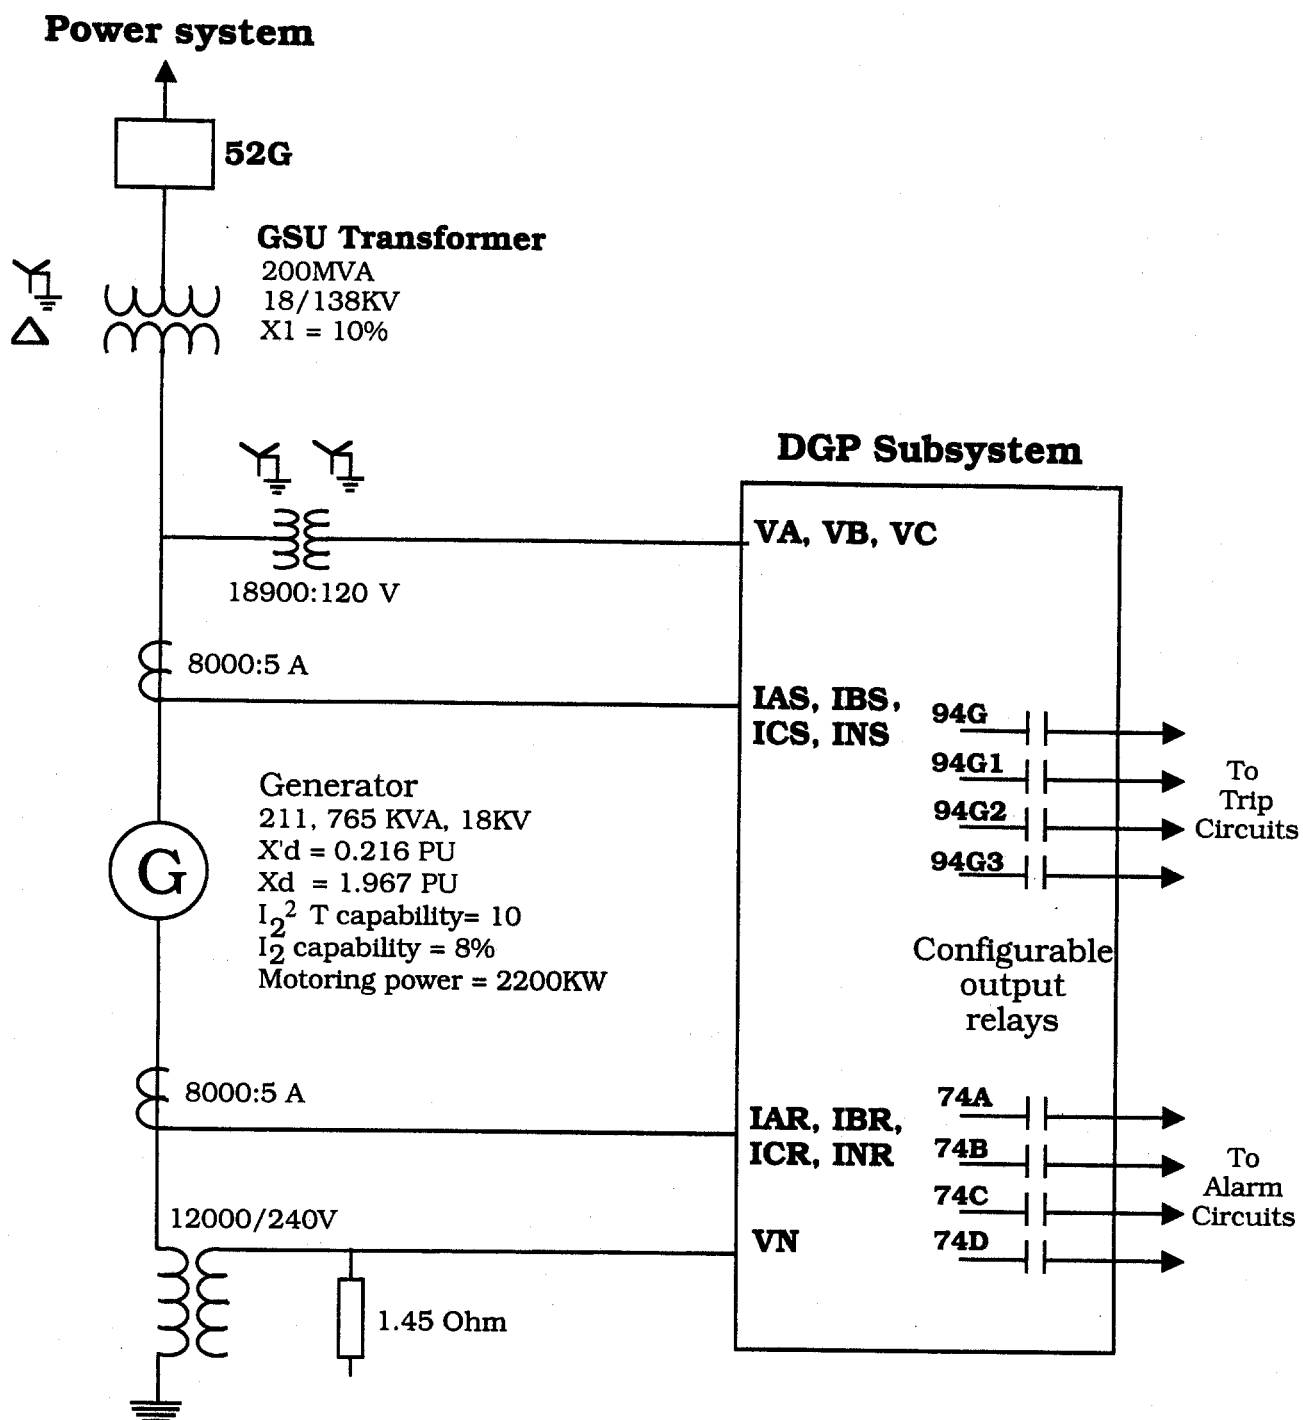 Power system
52G
GSU Transformer
200MVA
18/138KV
X1 = 10%
DGP Subsystem
VA, VB, VC
18900:120 V
8000:5 A
IAS, IBS,
ICS, INS
94G
94G1
94G2
94G3
To
Trip
Circuits
Generator
211, 765 KVA, 18KV
X'd = 0.216 PU
Xd = 1.967 PU
I₂² T capability= 10
I₂ capability = 8%
Motoring power = 2200KW
G
Configurable
output
relays
8000:5 A
IAR, IBR,
ICR, INR
74A
74B
74C
74D
To
Alarm
Circuits
12000/240V
VN
1.45 Ohm